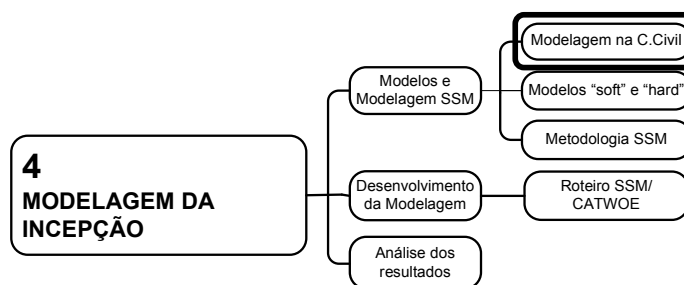 4
MODELAGEM DA
INCEPÇÃO
Modelos e
Modelagem SSM
Modelagem na C.Civil
Modelos “soft” e “hard”
Metodologia SSM
Desenvolvimento
da Modelagem
Roteiro SSM/
CATWOE
Análise dos
resultados